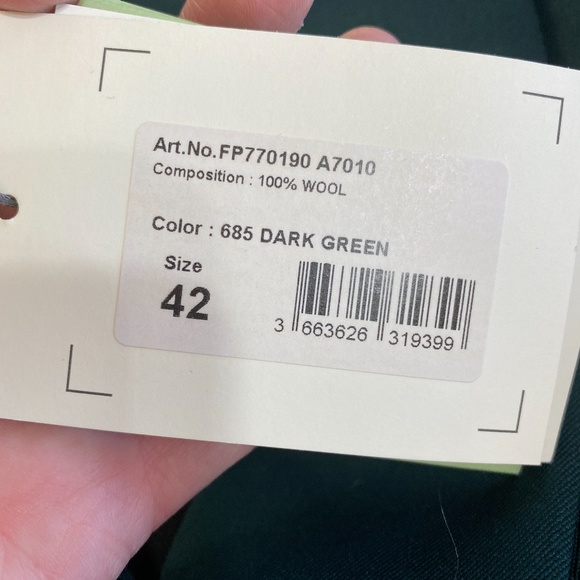 Art.No.FP770190 A7010
Composition : 100% WOOL
Color : 685 DARK GREEN
Size
42
3 663626 319399